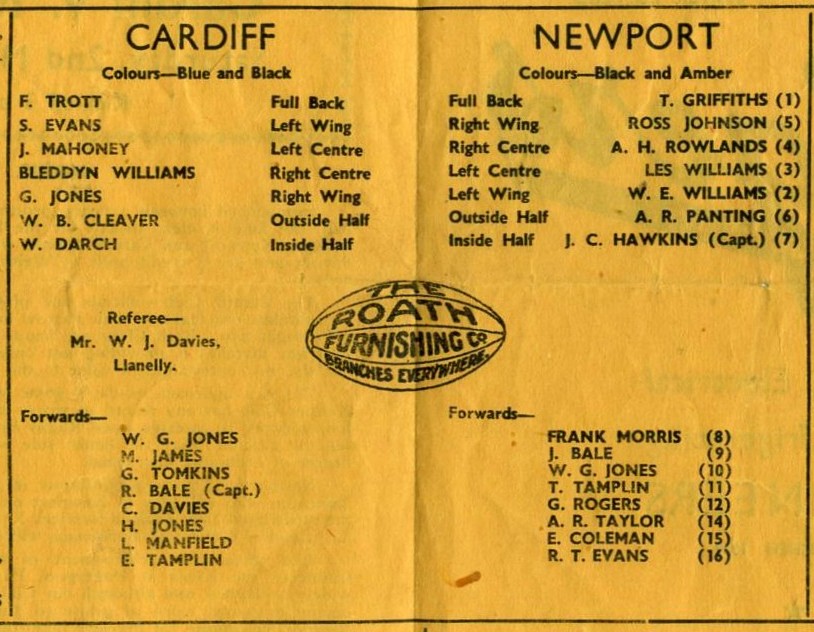 CARDIFF
Colours—Blue and Black
F. TROTT Full Back
S. EVANS Left Wing
J. MAHONEY Left Centre
BLEDDYN WILLIAMS Right Centre
G. JONES Right Wing
W. B. CLEAVER Outside Half
W. DARCH Inside Half
Referee—
Mr. W. J. Davies,
Llanelly.
Forwards—
W. G. JONES
M. JAMES
G. TOMKINS
R. BALE (Capt.)
C. DAVIES
H. JONES
L. MANFIELD
E. TAMPLIN
THE
ROATH
FURNISHING Co
BRANCHES EVERYWHERE.
NEWPORT
Colours—Black and Amber
Full Back T. GRIFFITHS (1)
Right Wing ROSS JOHNSON (5)
Right Centre A. H. ROWLANDS (4)
Left Centre LES WILLIAMS (3)
Left Wing W. E. WILLIAMS (2)
Outside Half A. R. PANTING (6)
Inside Half J. C. HAWKINS (Capt.) (7)
Forwards—
FRANK MORRIS (8)
J. BALE (9)
W. G. JONES (10)
T. TAMPLIN (11)
G. ROGERS (12)
A. R. TAYLOR (14)
E. COLEMAN (15)
R. T. EVANS (16)